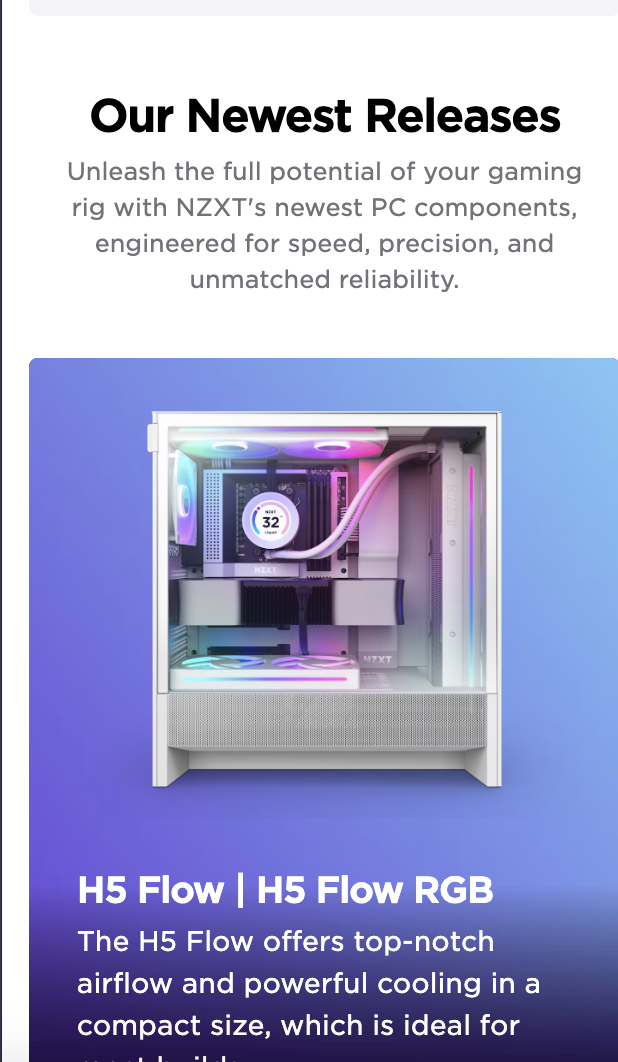 Our Newest Releases
Unleash the full potential of your gaming
rig with NZXT's newest PC components,
engineered for speed, precision, and
unmatched reliability.
NZXT
32
NZXT
NZXT
H5 Flow | H5 Flow RGB
The H5 Flow offers top-notch
airflow and powerful cooling in a
compact size, which is ideal for